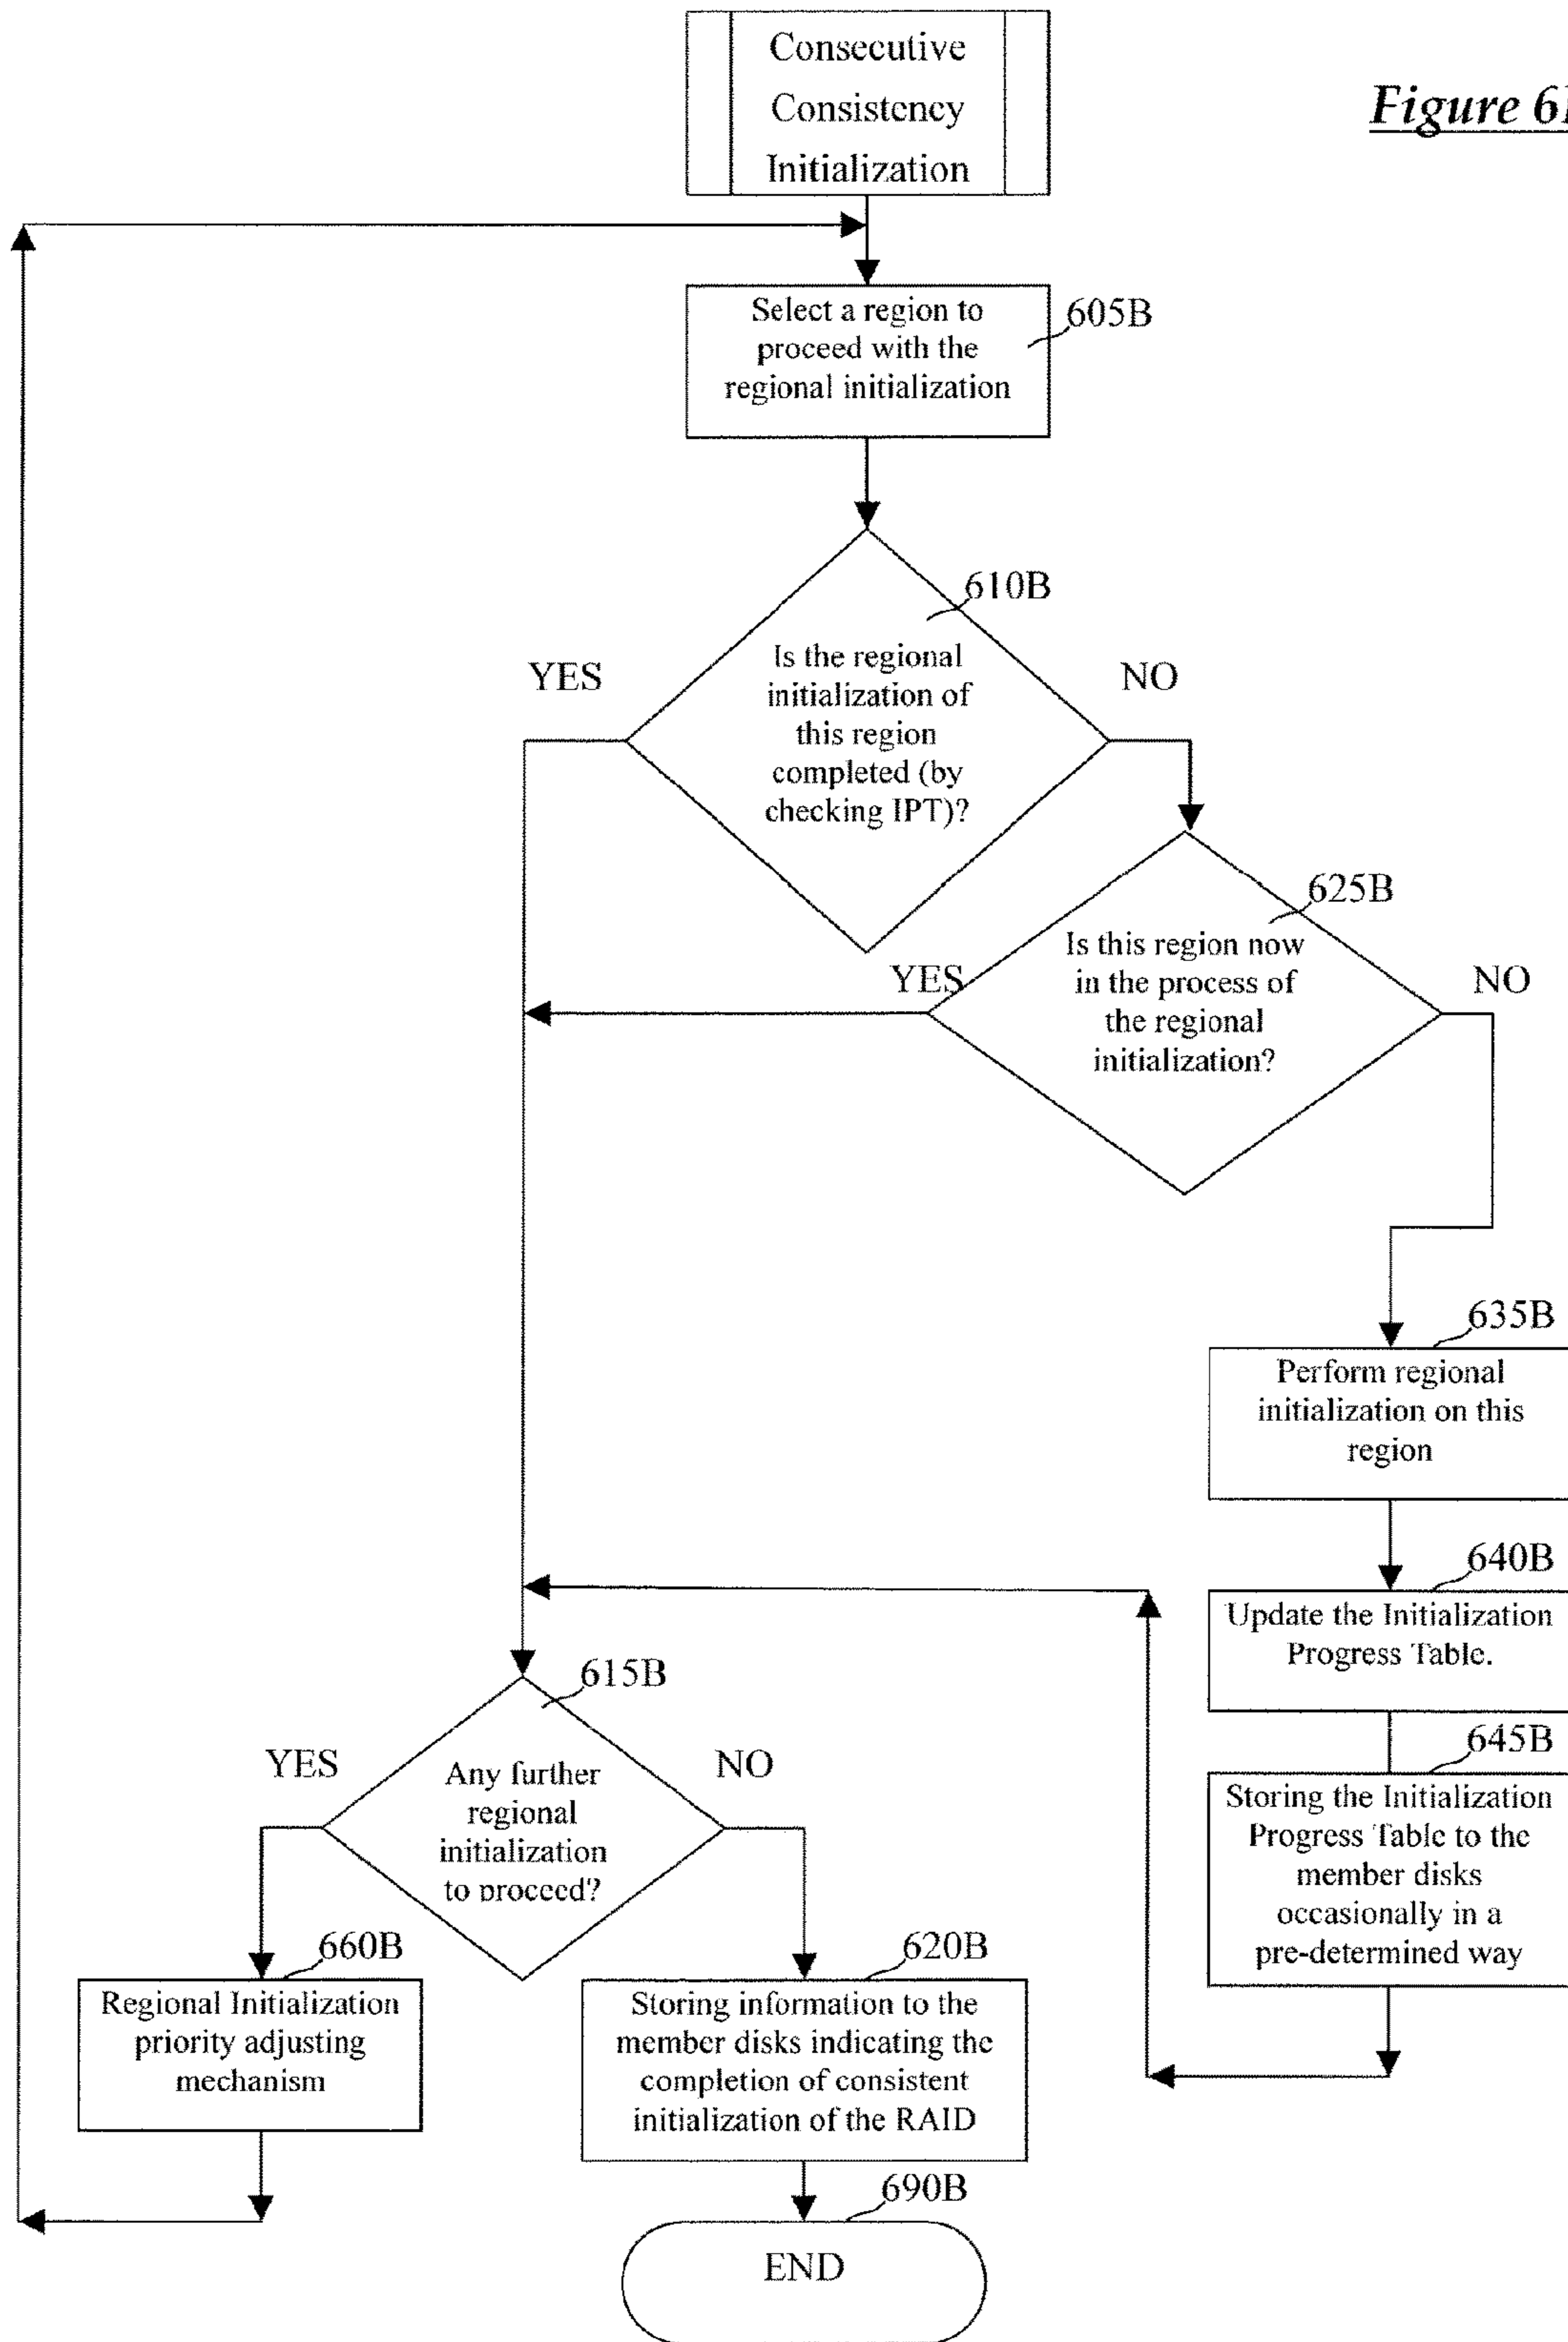 Consecutive
Consistency
Initialization
Figure 6B
Select a region to
proceed with the
regional initialization
605B
610B
Is the regional
initialization of
this region
completed (by
checking IPT)?
YES
NO
625B
Is this region now
in the process of
the regional
initialization?
YES
NO
635B
Perform regional
initialization on this
region
640B
Update the Initialization
Progress Table.
645B
Storing the Initialization
Progress Table to the
member disks
occasionally in a
pre-determined way
615B
YES
NO
Any further
regional
initialization
to proceed?
660B
Regional Initialization
priority adjusting
mechanism
620B
Storing information to the
member disks indicating the
completion of consistent
initialization of the RAID
690B
END